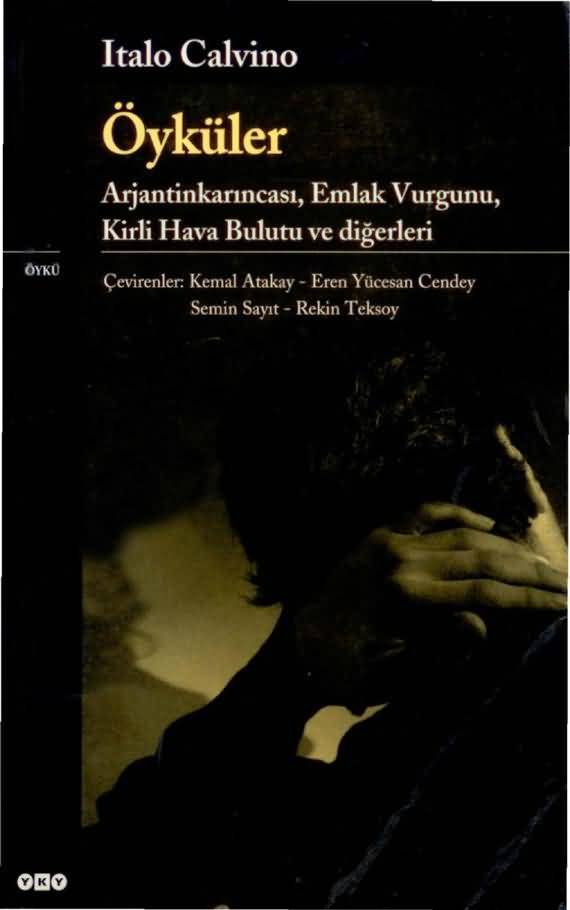 Italo Calvino
Öyküler
Arjantinkarıncası, Emlak Vurgunu,
Kirli Hava Bulutu ve diğerleri
ÖYKÜ
Çevirenler: Kemal Atakay - Eren Yücesan Cendey
Semin Sayıt - Rekin Teksoy
YKY